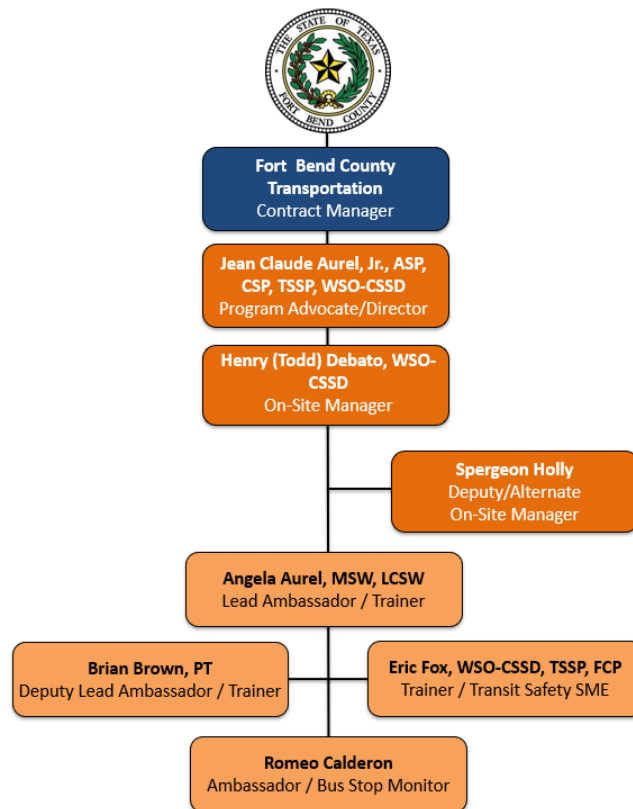 THE STATE OF TEXAS
FORT BEND COUNTY
Fort Bend County
Transportation
Contract Manager
Jean Claude Aurel, Jr., ASP,
CSP, TSSP, WSO-CSSD
Program Advocate/Director
Henry (Todd) Debato, WSO-
CSSD
On-Site Manager
Spergeon Holly
Deputy/Alternate
On-Site Manager
Angela Aurel, MSW, LCSW
Lead Ambassador / Trainer
Brian Brown, PT
Deputy Lead Ambassador / Trainer
Eric Fox, WSO-CSSD, TSSP, FCP
Trainer / Transit Safety SME
Romeo Calderon
Ambassador / Bus Stop Monitor